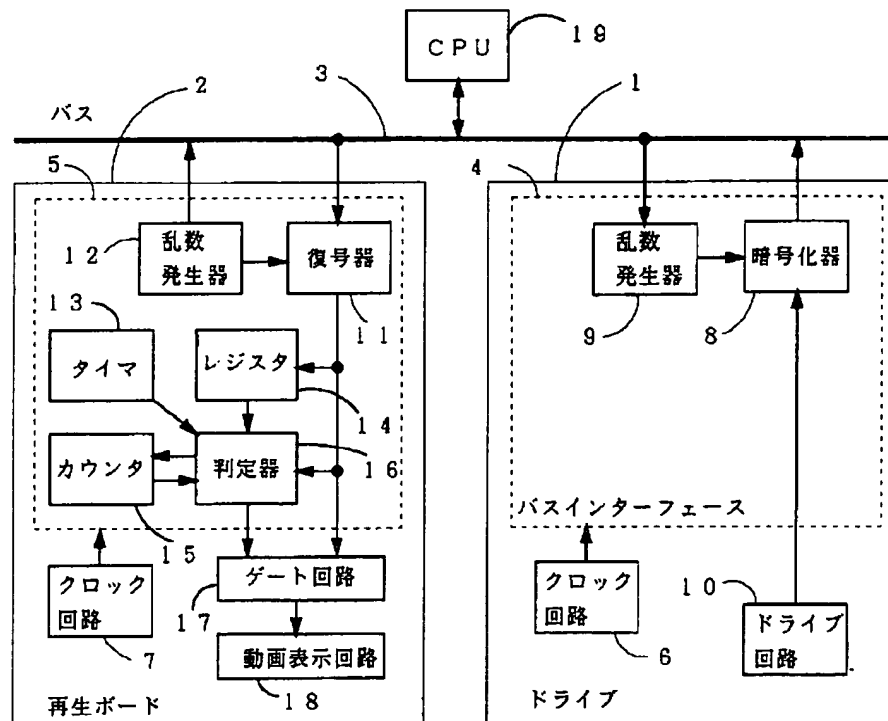 CPU
19
バス
2
3
1
5
4
12
乱数
発生器
復号器
11
乱数
発生器
9
暗号化器
8
13
タイマ
レジスタ
14
カウンタ
15
判定器
16
バスインターフェース
クロック
回路
7
ゲート回路
17
動画表示回路
18
再生ボード
クロック
回路
6
10
ドライブ
回路
ドライブ